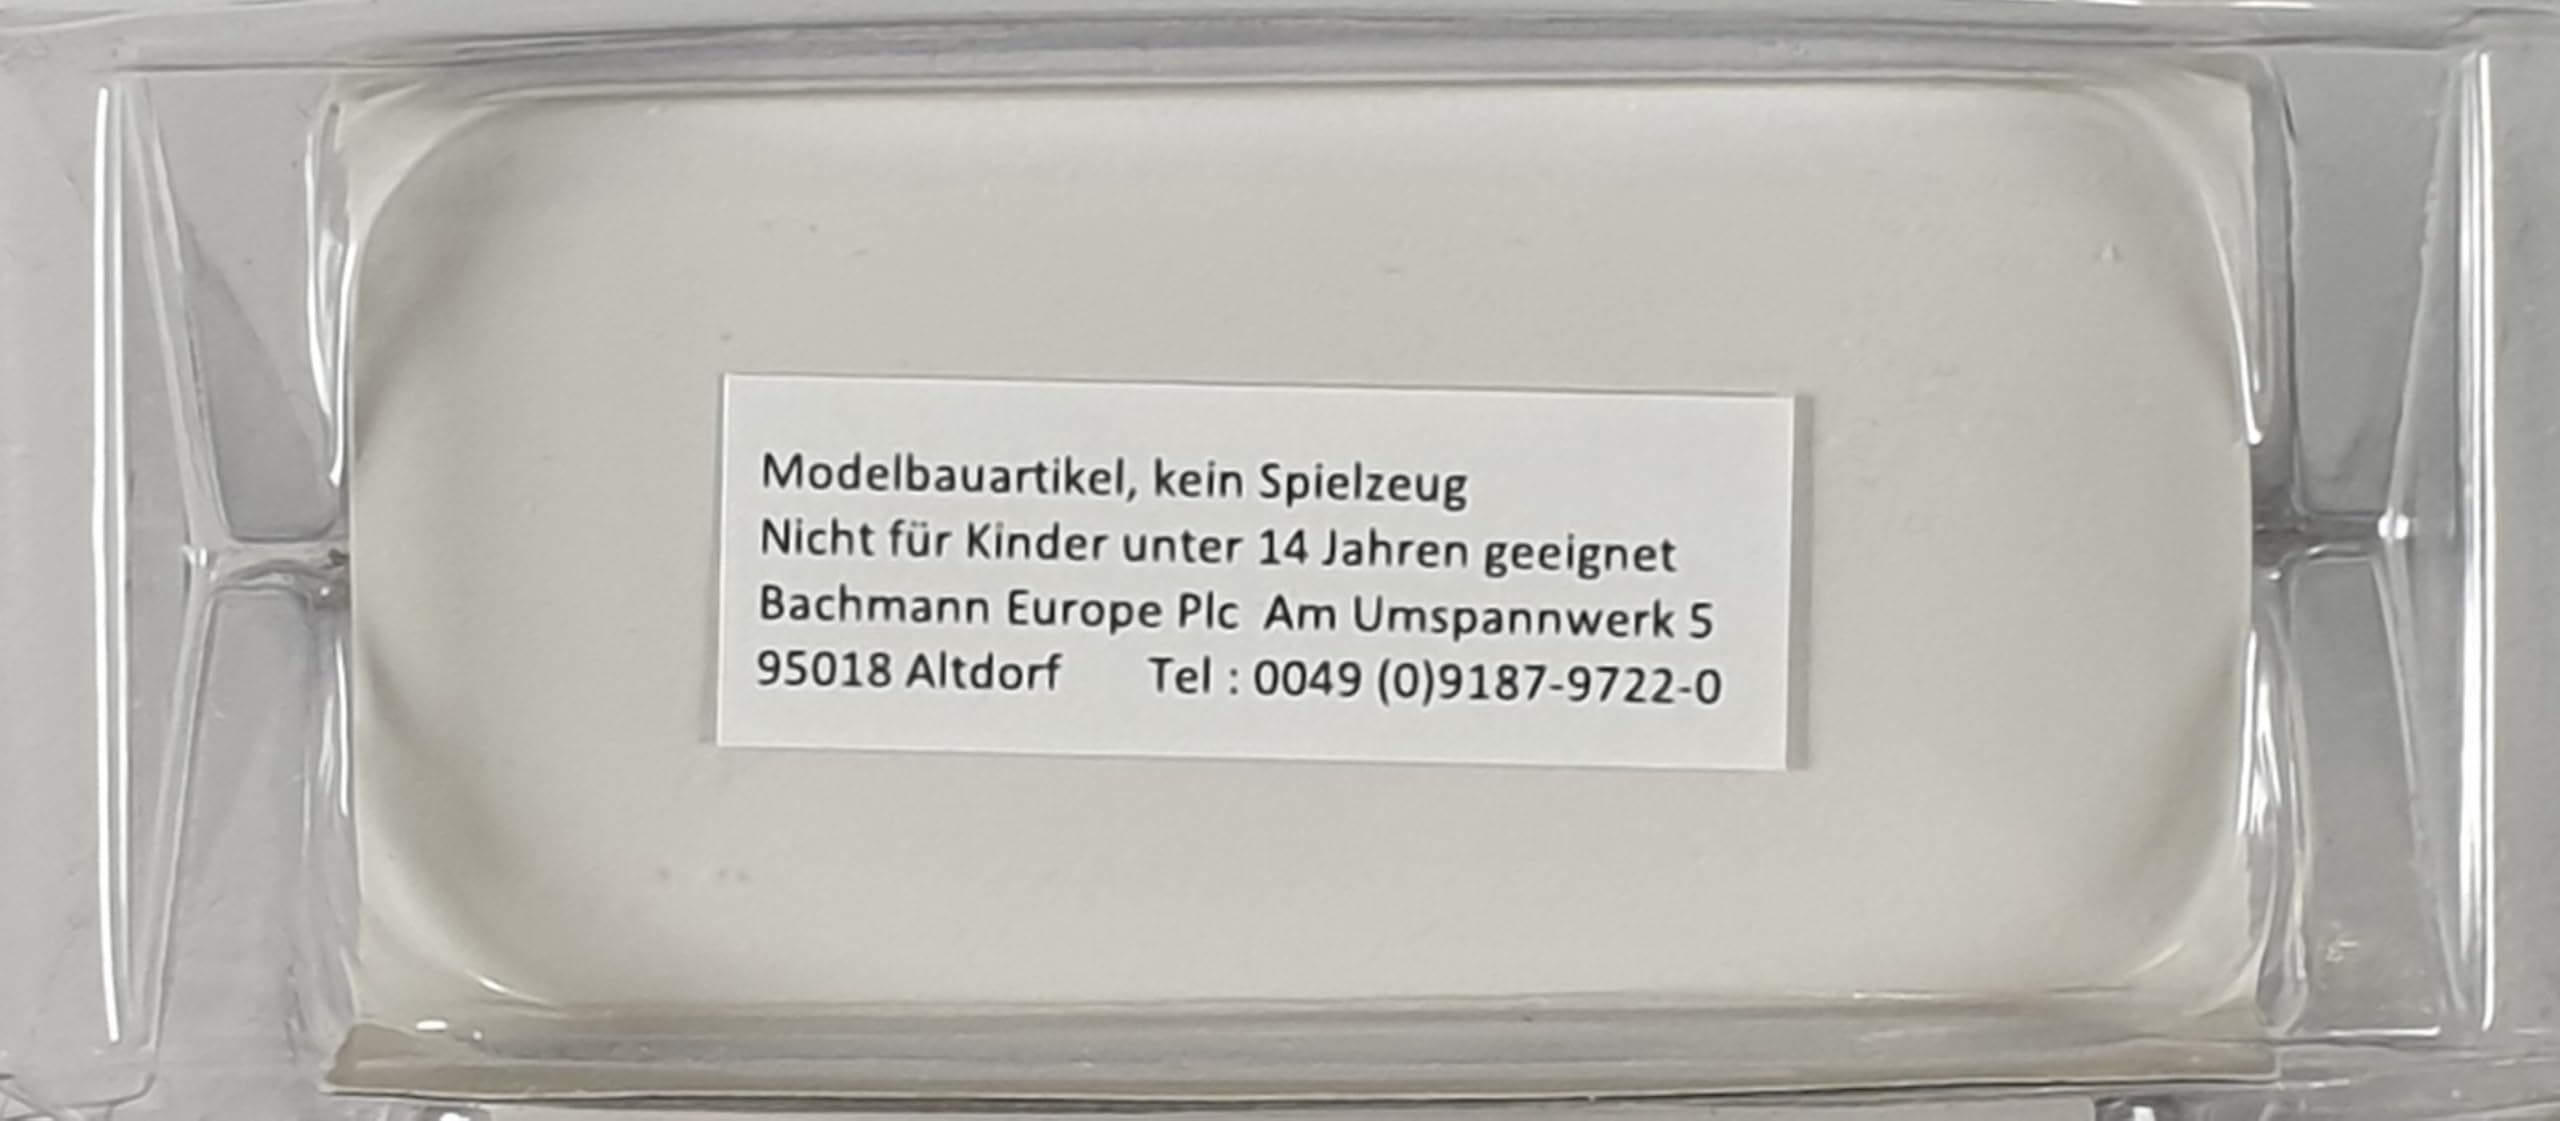 Modelbauartikel, kein Spielzeug
Nicht für Kinder unter 14 Jahren geeignet
Bachmann Europe Plc  Am Umspannwerk 5
95018 Altdorf      Tel : 0049 (0)9187-9722-0